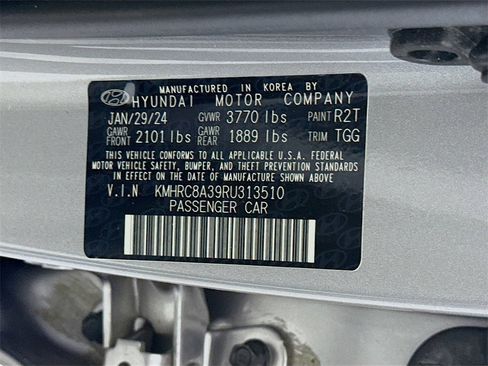 MANUFACTURED IN KOREA BY
HYUNDAI MOTOR COMPANY
JAN/29/24 GVWR 3770 lbs PAINT R2T
GAWR FRONT 2101 lbs GAWR REAR 1889 lbs TRIM TGG
THIS VEHICLE CONFORMS TO ALL APPLICABLE U.S.A. FEDERAL
MOTOR VEHICLE SAFETY, BUMPER, AND THEFT PREVENTION
STANDARDS IN EFFECT ON THE DATE OF MANUFACTURE SHOWN ABOVE.
V.I.N KMHRC8A39RU313510
PASSENGER CAR